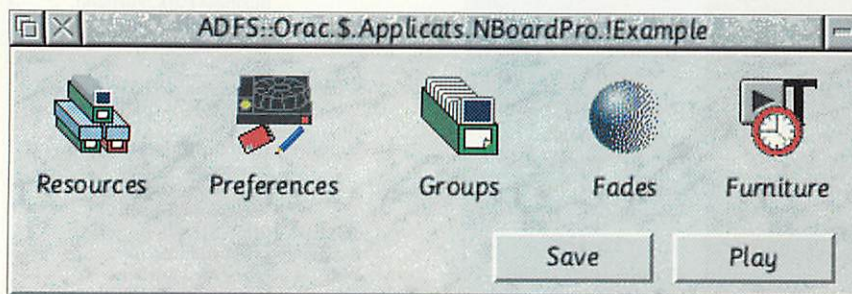 ADFS::Orac.$.Applicats.NBoardPro.!Example
Resources Preferences Groups Fades Furniture
Save Play